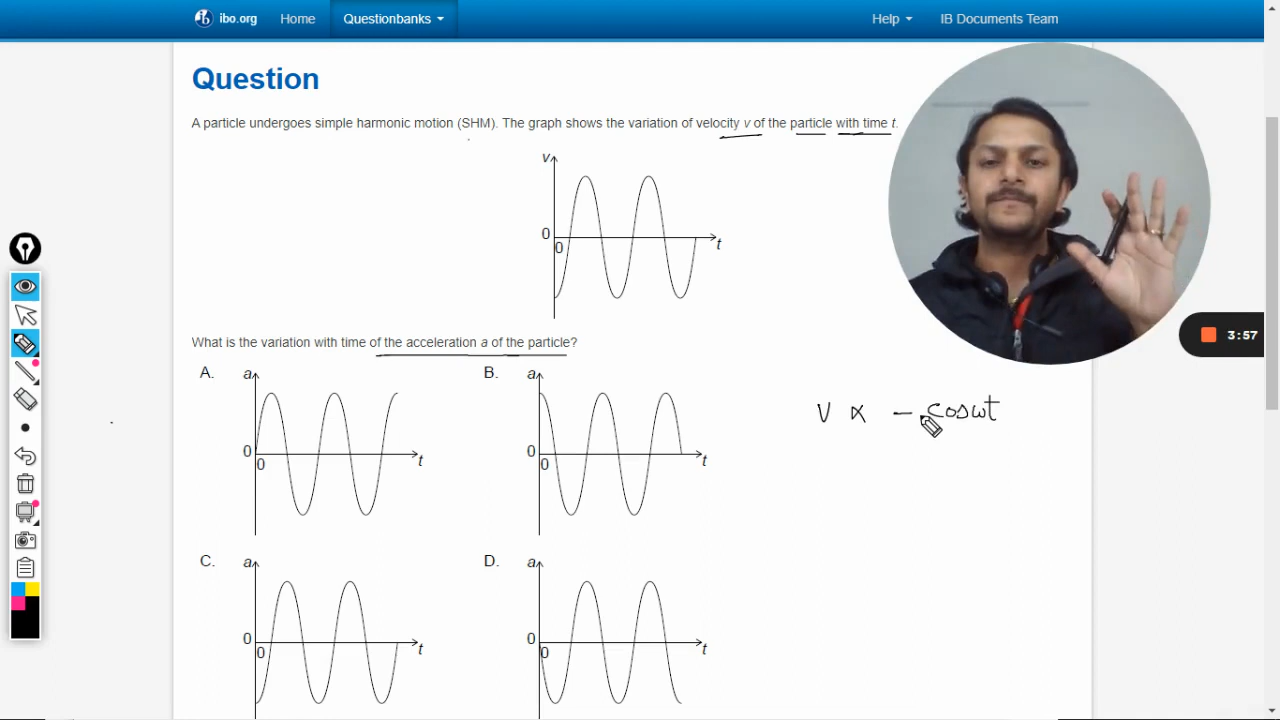 ibo.org Home Questionbanks Help IB Documents Team
Question
A particle undergoes simple harmonic motion (SHM). The graph shows the variation of velocity v of the particle with time t.
v
0
0
t
3:57
What is the variation with time of the acceleration a of the particle?
A. a
0
0
t
B. a
0
0
t
v ∝ − cosωt
C. a
0
0
t
D. a
0
0
t